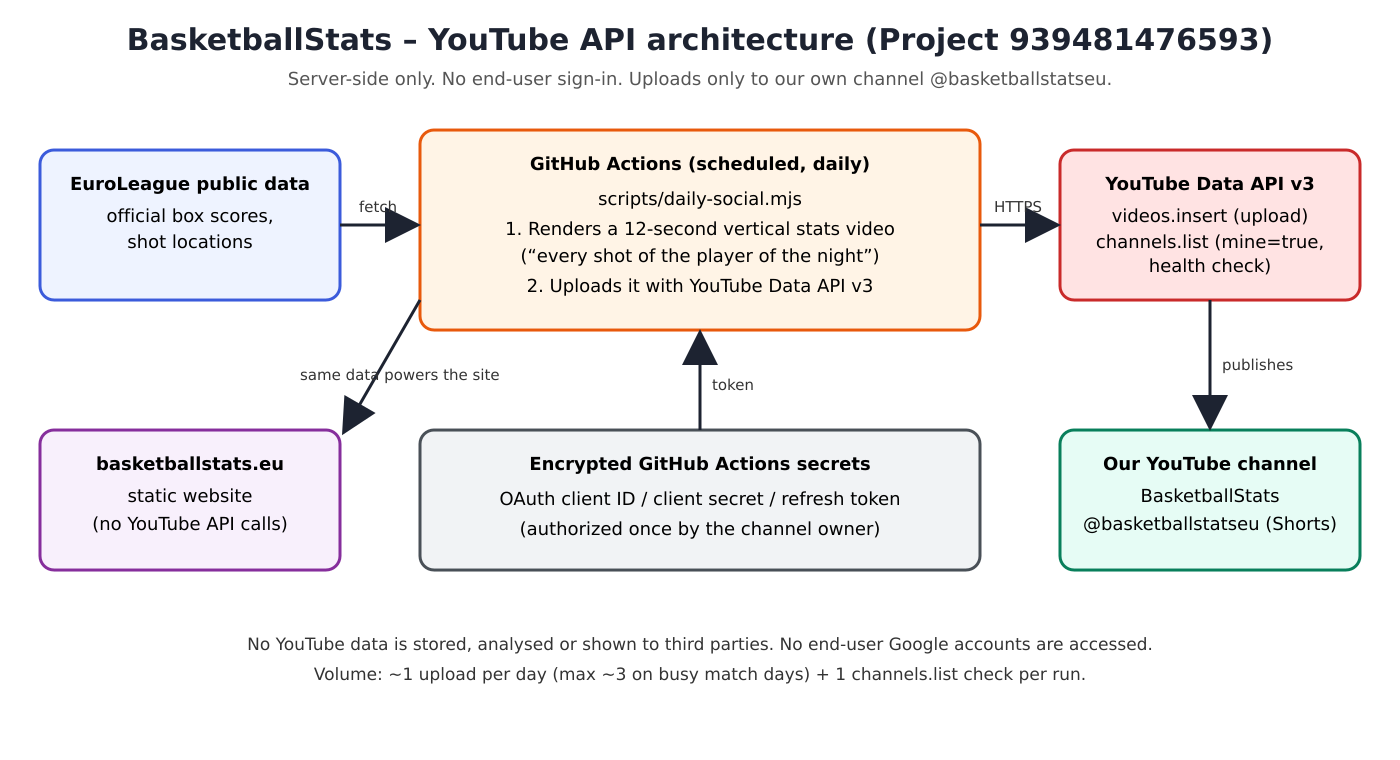 BasketballStats – YouTube API architecture (Project 939481476593)
Server-side only. No end-user sign-in. Uploads only to our own channel @basketballstatseu.
EuroLeague public data
official box scores,
shot locations
fetch
GitHub Actions (scheduled, daily)
scripts/daily-social.mjs
1. Renders a 12-second vertical stats video
(“every shot of the player of the night”)
2. Uploads it with YouTube Data API v3
HTTPS
YouTube Data API v3
videos.insert (upload)
channels.list (mine=true,
health check)
same data powers the site
token
publishes
basketballstats.eu
static website
(no YouTube API calls)
Encrypted GitHub Actions secrets
OAuth client ID / client secret / refresh token
(authorized once by the channel owner)
Our YouTube channel
BasketballStats
@basketballstatseu (Shorts)
No YouTube data is stored, analysed or shown to third parties. No end-user Google accounts are accessed.
Volume: ~1 upload per day (max ~3 on busy match days) + 1 channels.list check per run.